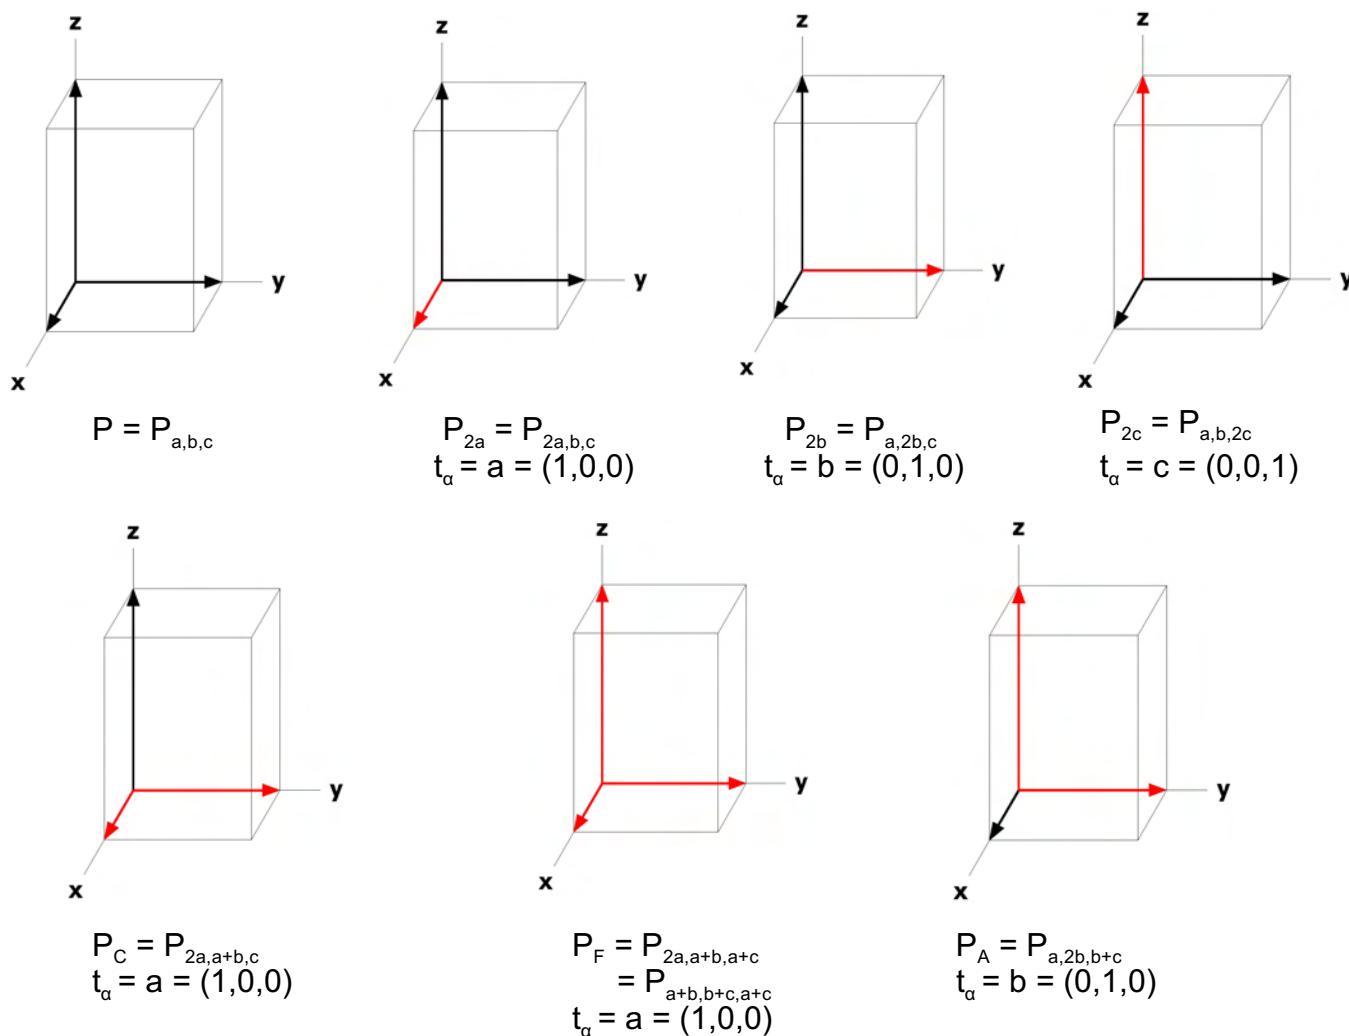 z
y
x
P = P_{a,b,c}
z
y
x
P_{2a} = P_{2a,b,c}
t_α = a = (1,0,0)
z
y
x
P_{2b} = P_{a,2b,c}
t_α = b = (0,1,0)
z
y
x
P_{2c} = P_{a,b,2c}
t_α = c = (0,0,1)
z
y
x
P_C = P_{2a,a+b,c}
t_α = a = (1,0,0)
z
y
x
P_F = P_{2a,a+b,a+c}
= P_{a+b,b+c,a+c}
t_α = a = (1,0,0)
z
y
x
P_A = P_{a,2b,b+c}
t_α = b = (0,1,0)